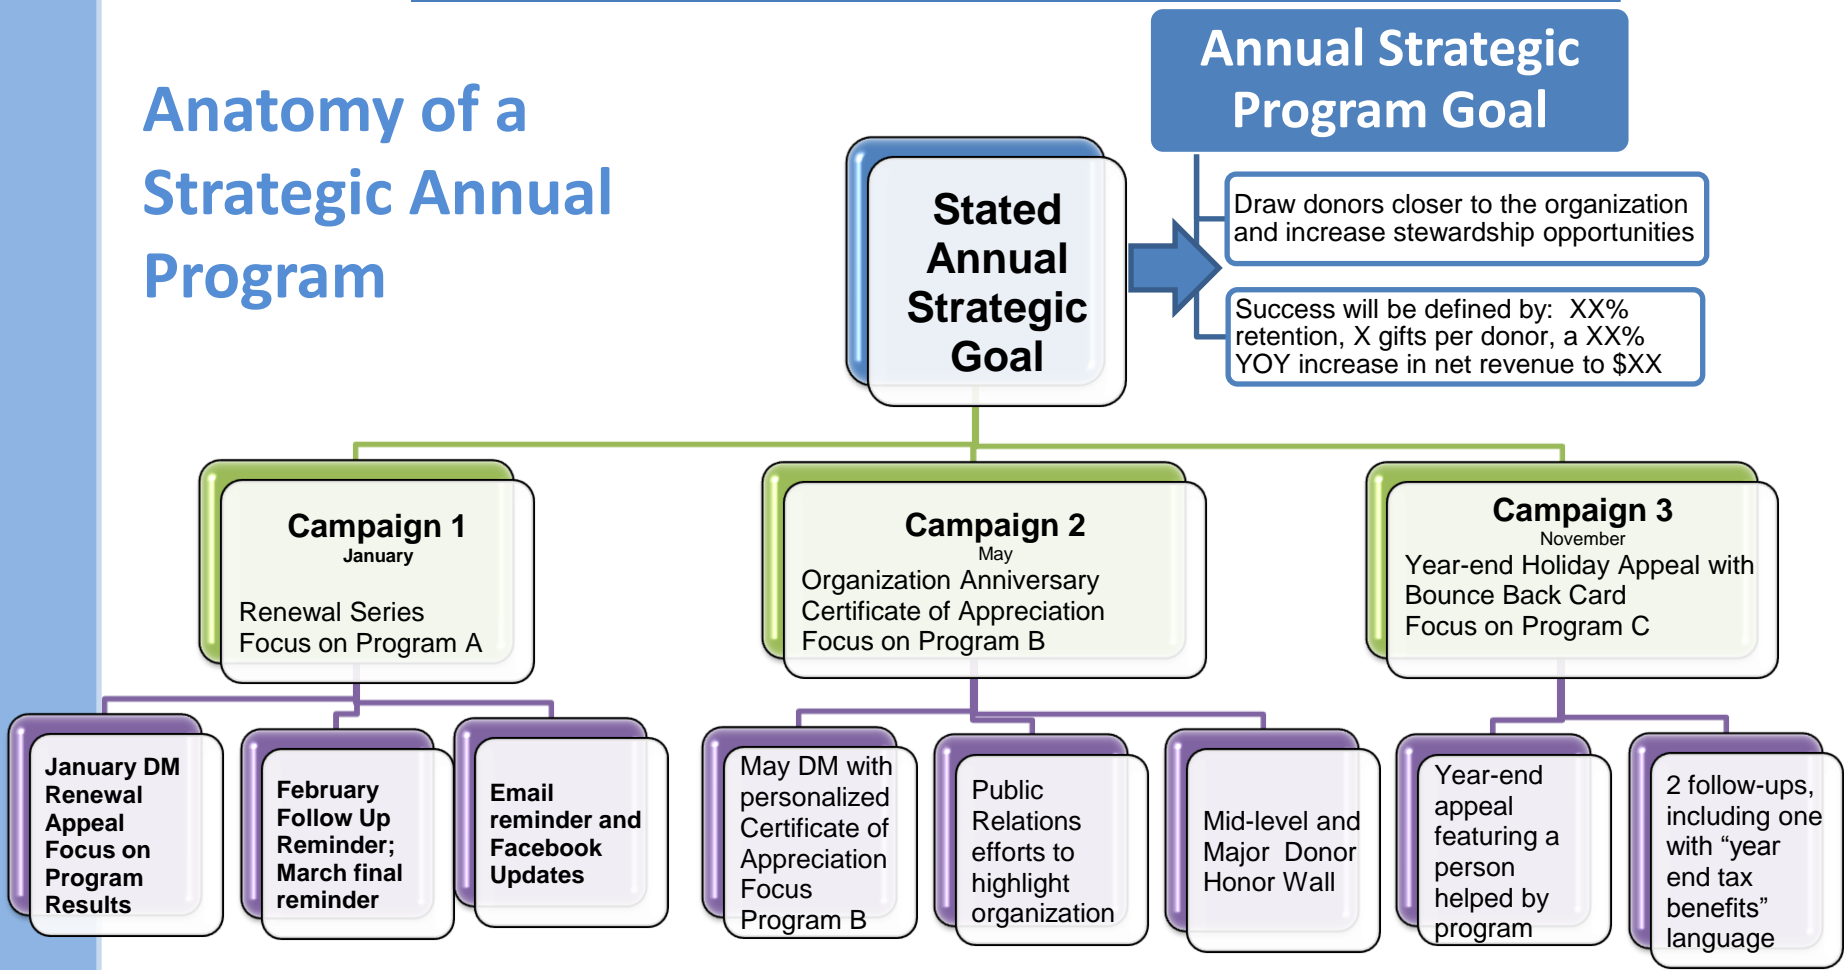 Anatomy of a
Strategic Annual
Program
Annual Strategic
Program Goal
Stated
Annual
Strategic
Goal
Draw donors closer to the organization
and increase stewardship opportunities
Success will be defined by: XX%
retention, X gifts per donor, a XX%
YOY increase in net revenue to $XX
Campaign 1
January
Renewal Series
Focus on Program A
Campaign 2
May
Organization Anniversary
Certificate of Appreciation
Focus on Program B
Campaign 3
November
Year-end Holiday Appeal with
Bounce Back Card
Focus on Program C
January DM
Renewal
Appeal
Focus on
Program
Results
February
Follow Up
Reminder;
March final
reminder
Email
reminder and
Facebook
Updates
May DM with
personalized
Certificate of
Appreciation
Focus
Program B
Public
Relations
efforts to
highlight
organization
Mid-level and
Major Donor
Honor Wall
Year-end
appeal
featuring a
person
helped by
program
2 follow-ups,
including one
with “year
end tax
benefits”
language